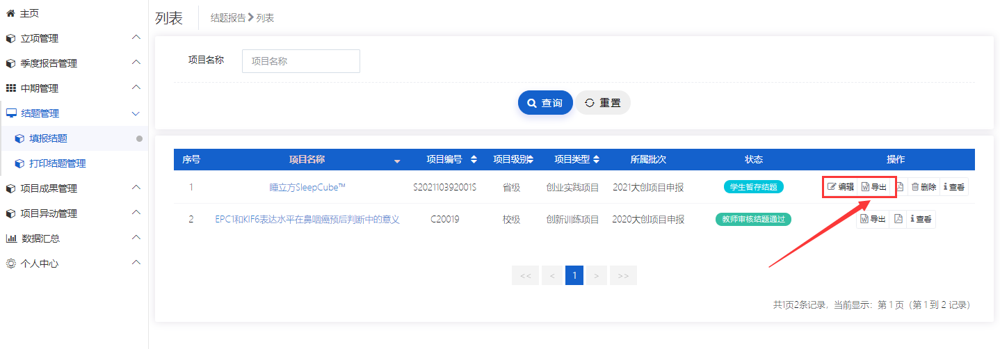 主页
立项管理
季度报告管理
中期管理
结题管理
填报结题
打印结题管理
项目成果管理
项目异动管理
数据汇总
个人中心
列表 结题报告 列表
项目名称 项目名称
查询 重置
序号 项目名称 项目编号 项目级别 项目类型 所属批次 状态 操作
1 睡立方SleepCube™ S202110392001S 省级 创业实践项目 2021大创项目申报 学生暂存结题 编辑 导出 删除 查看
2 EPC1和KIF6表达水平在鼻咽癌预后判断中的意义 C20019 校级 创新训练项目 2020大创项目申报 教师审核结题通过 导出 查看
<< < 1 > >>
共1页2条记录，当前显示：第 1 页（第 1 到 2 记录）